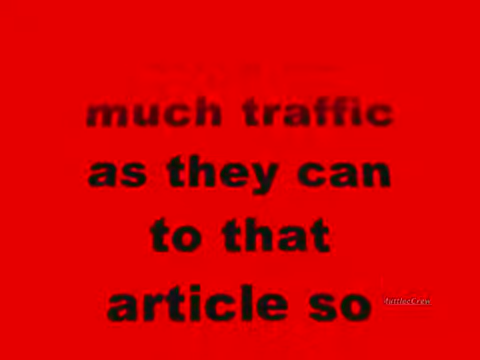 much traffic
as they can
to that
article so